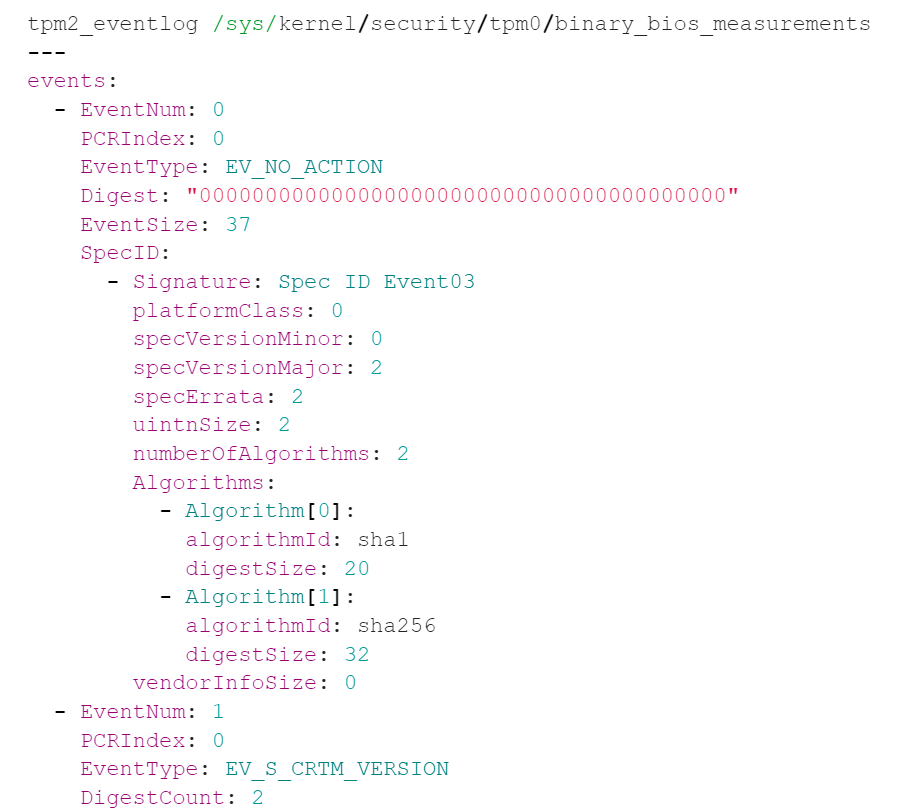 tpm2_eventlog /sys/kernel/security/tpm0/binary_bios_measurements
---
events:
  - EventNum: 0
    PCRIndex: 0
    EventType: EV_NO_ACTION
    Digest: "0000000000000000000000000000000000000000"
    EventSize: 37
    SpecID:
      - Signature: Spec ID Event03
        platformClass: 0
        specVersionMinor: 0
        specVersionMajor: 2
        specErrata: 2
        uintnSize: 2
        numberOfAlgorithms: 2
        Algorithms:
          - Algorithm[0]:
            algorithmId: sha1
            digestSize: 20
          - Algorithm[1]:
            algorithmId: sha256
            digestSize: 32
        vendorInfoSize: 0
  - EventNum: 1
    PCRIndex: 0
    EventType: EV_S_CRTM_VERSION
    DigestCount: 2